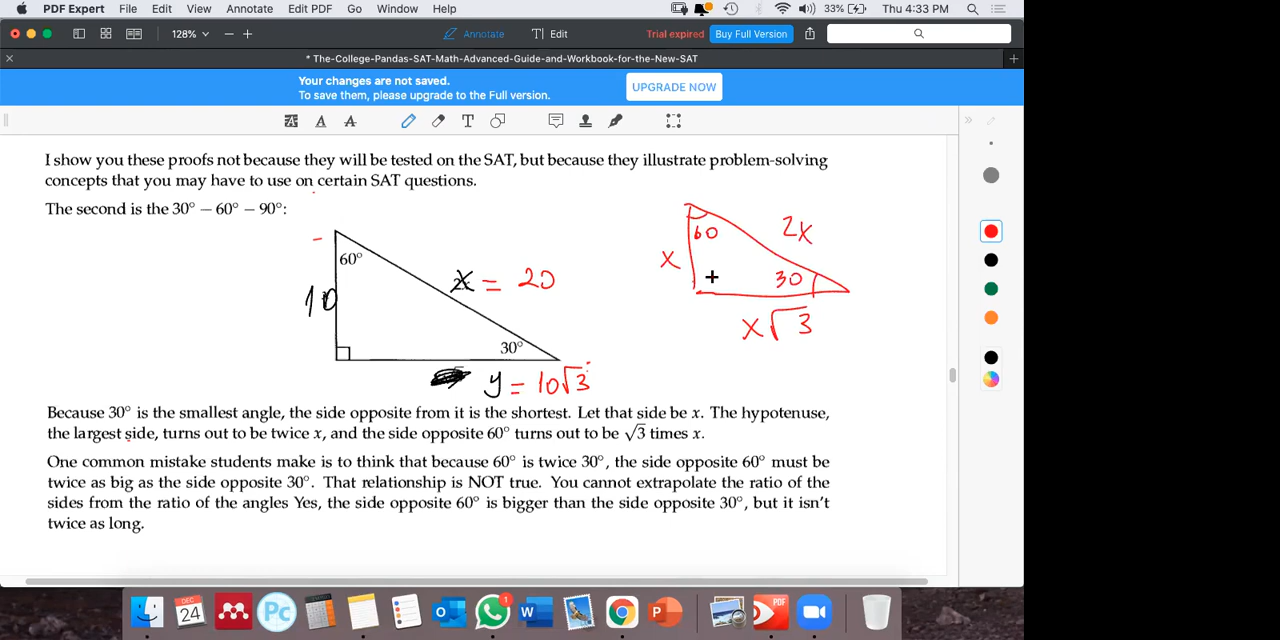 PDF Expert File Edit View Annotate Edit PDF Go Window Help 33% Thu 4:33 PM
128% Annotate T| Edit Trial expired Buy Full Version
* The-College-Pandas-SAT-Math-Advanced-Guide-and-Workbook-for-the-New-SAT
Your changes are not saved.
To save them, please upgrade to the Full version.
UPGRADE NOW
I show you these proofs not because they will be tested on the SAT, but because they illustrate problem-solving
concepts that you may have to use on certain SAT questions.
The second is the 30° − 60° − 90°:
60°
10
x = 20
30°
y = 10√3
60
2x
x
30
x√3
Because 30° is the smallest angle, the side opposite from it is the shortest. Let that side be x. The hypotenuse,
the largest side, turns out to be twice x, and the side opposite 60° turns out to be √3 times x.
One common mistake students make is to think that because 60° is twice 30°, the side opposite 60° must be
twice as big as the side opposite 30°. That relationship is NOT true. You cannot extrapolate the ratio of the
sides from the ratio of the angles Yes, the side opposite 60° is bigger than the side opposite 30°, but it isn't
twice as long.
DEC
24
Pc
1
W
P
PDF